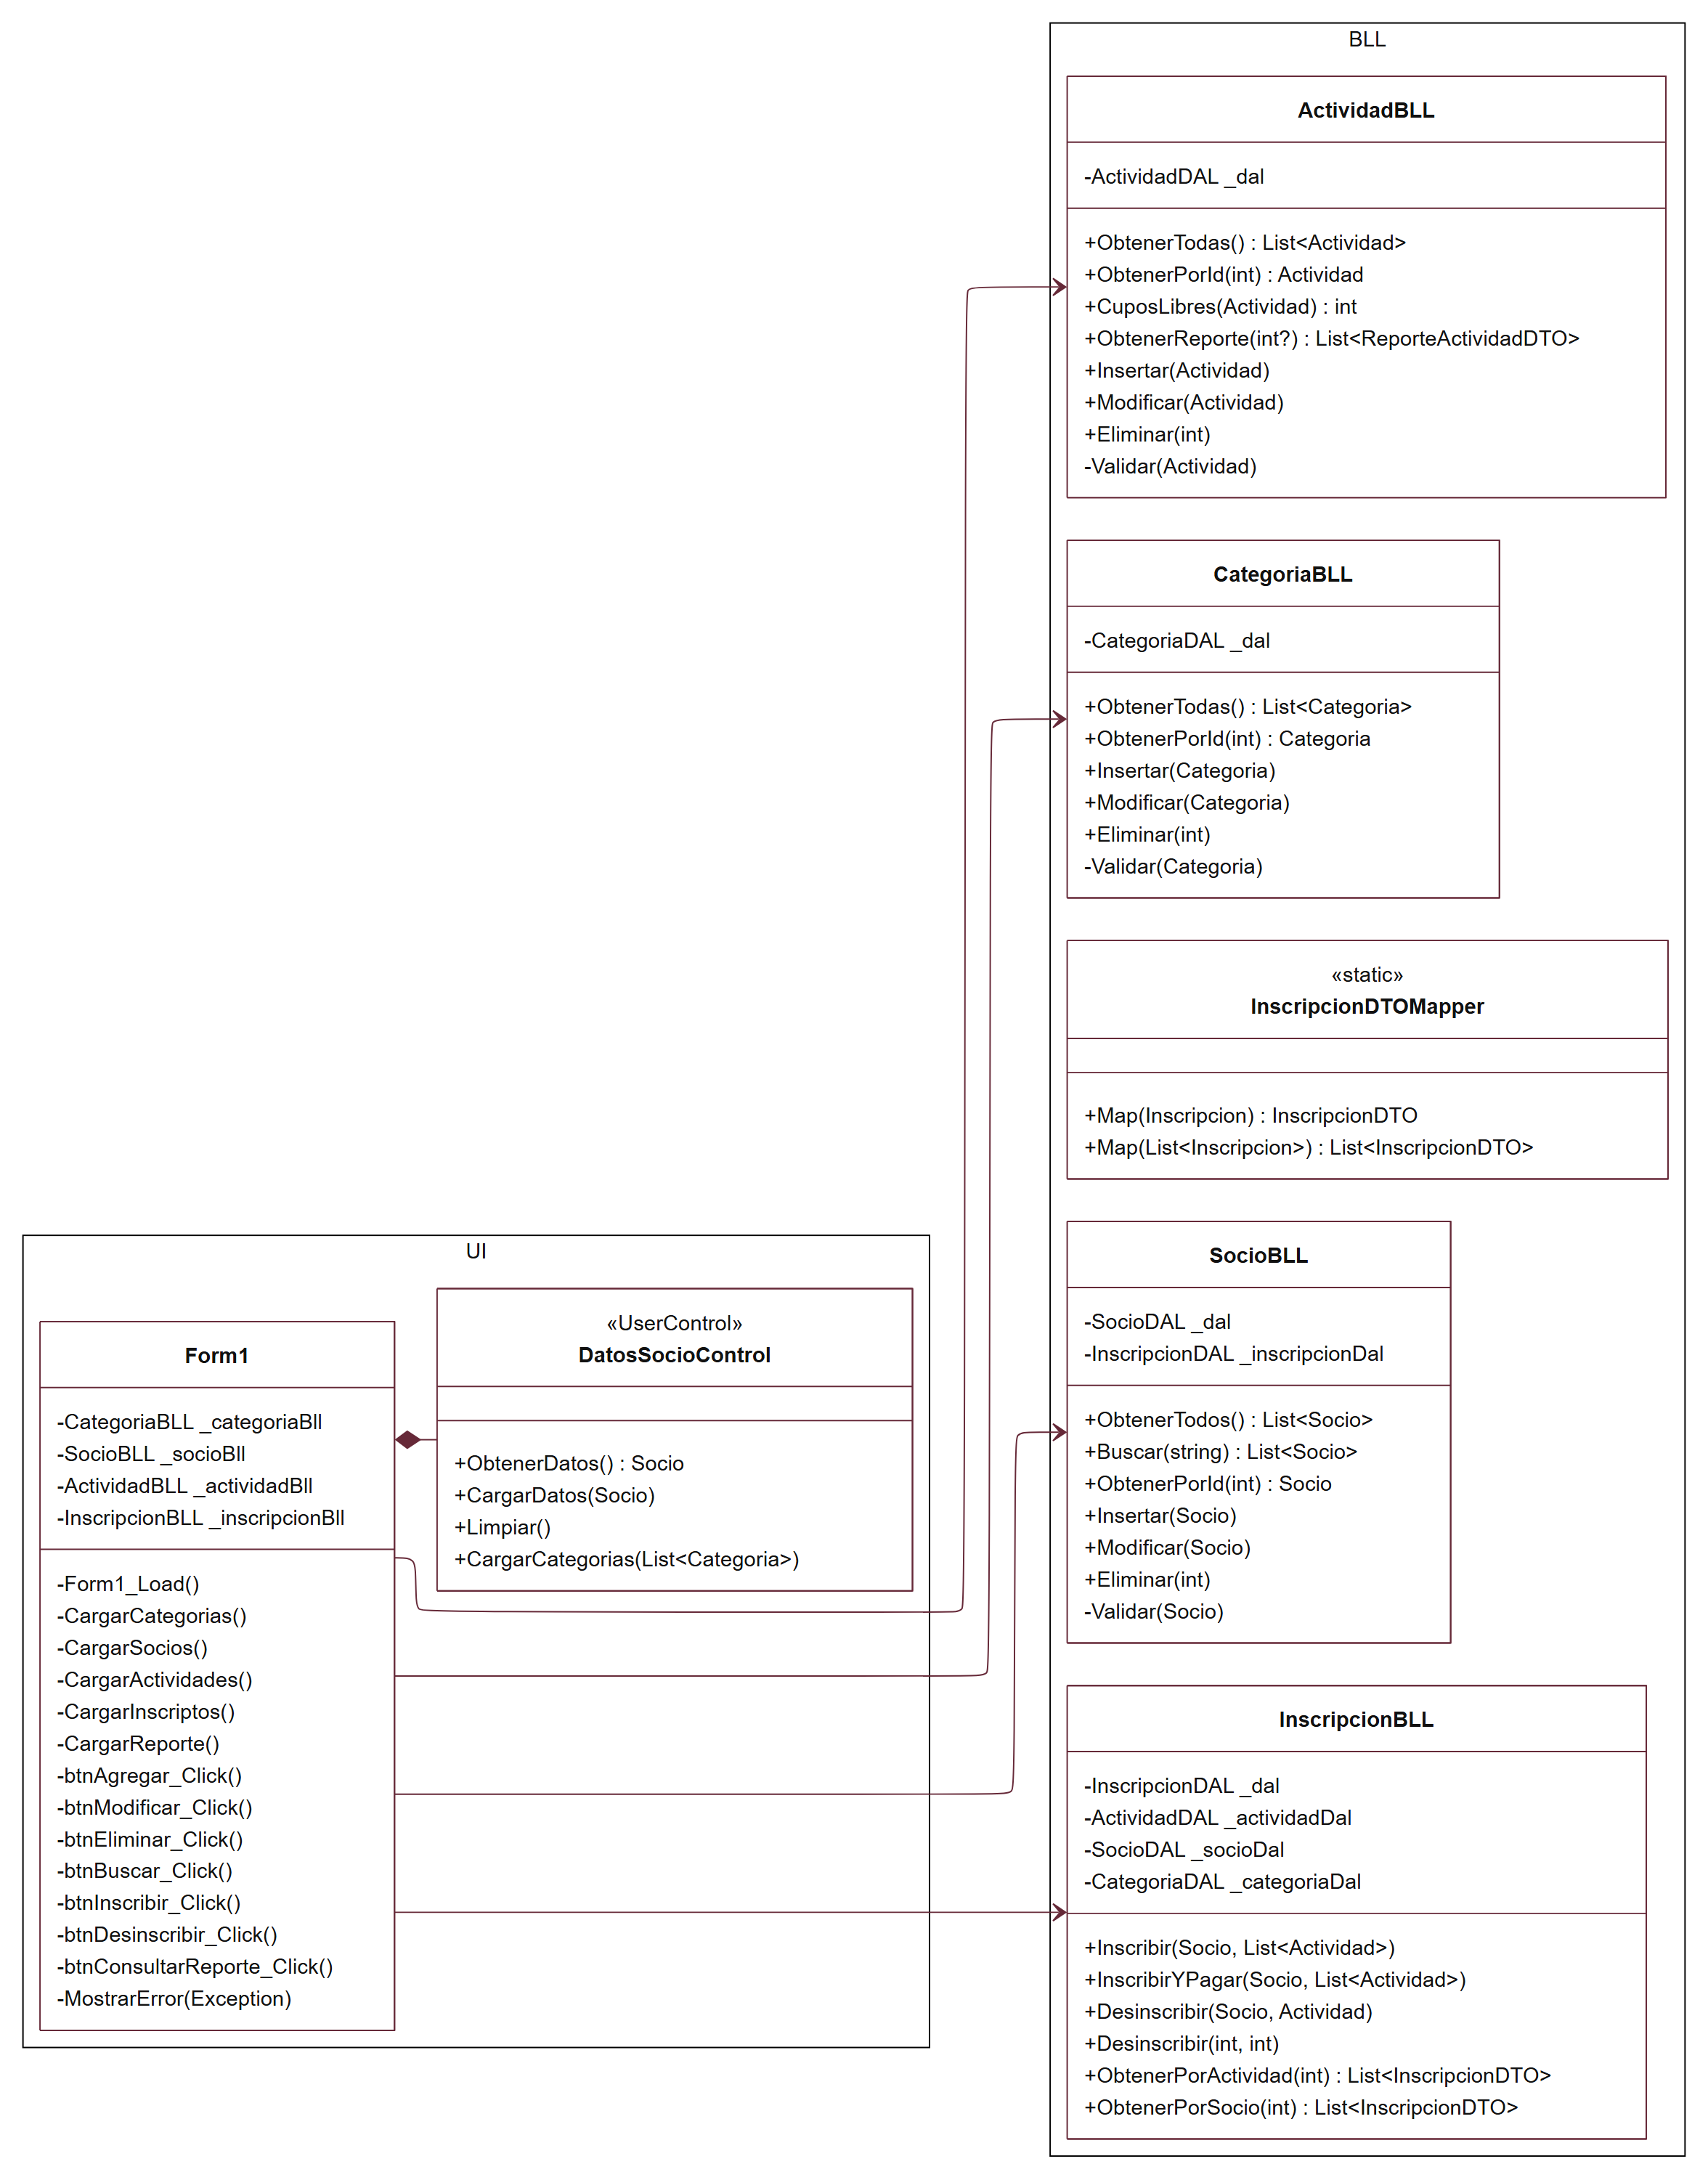 BLL
ActividadBLL
-ActividadDAL _dal
+ObtenerTodas() : List<Actividad>
+ObtenerPorId(int) : Actividad
+CuposLibres(Actividad) : int
+ObtenerReporte(int?) : List<ReporteActividadDTO>
+Insertar(Actividad)
+Modificar(Actividad)
+Eliminar(int)
-Validar(Actividad)
CategoriaBLL
-CategoriaDAL _dal
+ObtenerTodas() : List<Categoria>
+ObtenerPorId(int) : Categoria
+Insertar(Categoria)
+Modificar(Categoria)
+Eliminar(int)
-Validar(Categoria)
«static»
InscripcionDTOMapper
+Map(Inscripcion) : InscripcionDTO
+Map(List<Inscripcion>) : List<InscripcionDTO>
UI
Form1
-CategoriaBLL _categoriaBll
-SocioBLL _socioBll
-ActividadBLL _actividadBll
-InscripcionBLL _inscripcionBll
-Form1_Load()
-CargarCategorias()
-CargarSocios()
-CargarActividades()
-CargarInscriptos()
-CargarReporte()
-btnAgregar_Click()
-btnModificar_Click()
-btnEliminar_Click()
-btnBuscar_Click()
-btnInscribir_Click()
-btnDesinscribir_Click()
-btnConsultarReporte_Click()
-MostrarError(Exception)
«UserControl»
DatosSocioControl
+ObtenerDatos() : Socio
+CargarDatos(Socio)
+Limpiar()
+CargarCategorias(List<Categoria>)
SocioBLL
-SocioDAL _dal
-InscripcionDAL _inscripcionDal
+ObtenerTodos() : List<Socio>
+Buscar(string) : List<Socio>
+ObtenerPorId(int) : Socio
+Insertar(Socio)
+Modificar(Socio)
+Eliminar(int)
-Validar(Socio)
InscripcionBLL
-InscripcionDAL _dal
-ActividadDAL _actividadDal
-SocioDAL _socioDal
-CategoriaDAL _categoriaDal
+Inscribir(Socio, List<Actividad>)
+InscribirYPagar(Socio, List<Actividad>)
+Desinscribir(Socio, Actividad)
+Desinscribir(int, int)
+ObtenerPorActividad(int) : List<InscripcionDTO>
+ObtenerPorSocio(int) : List<InscripcionDTO>